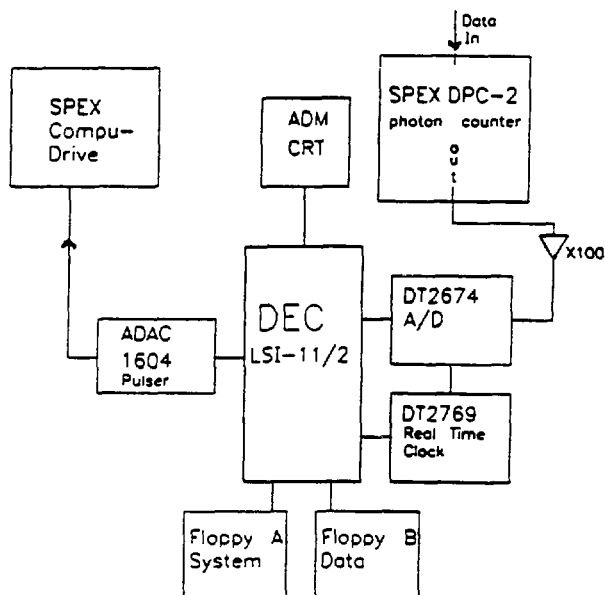 Data
In
SPEX
Compu-
Drive
SPEX DPC-2
photon counter
out
ADM
CRT
X100
DEC
LSI-11/2
DT2674
A/D
ADAC
1604
Pulser
DT2769
Real Time
Clock
Floppy A
System
Floppy B
Data